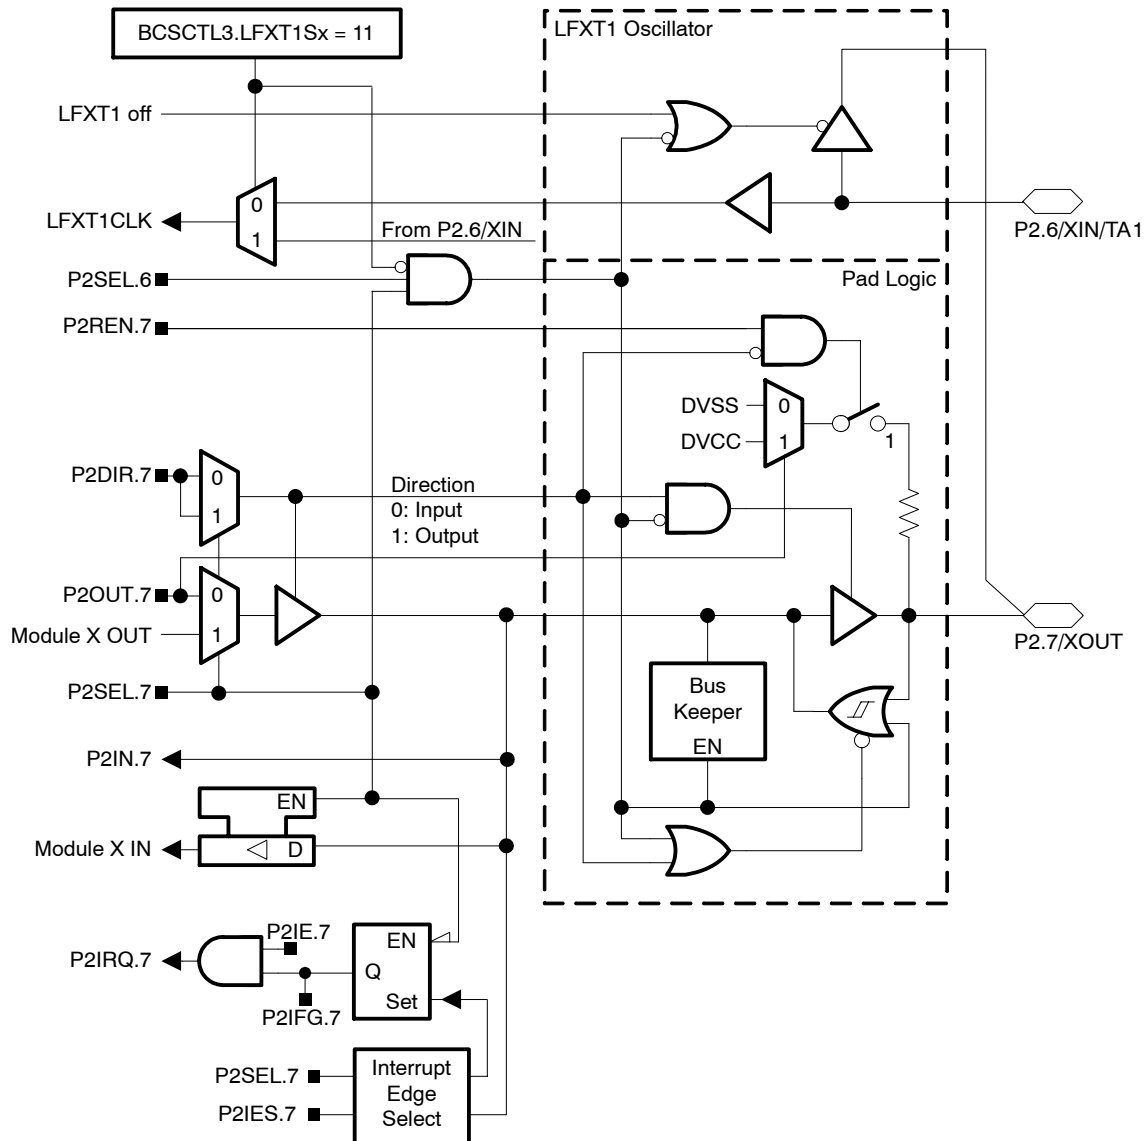 BCSCTL3.LFXT1Sx = 11
LFXT1 Oscillator
LFXT1 off
0
LFXT1CLK
1
From P2.6/XIN
P2.6/XIN/TA1
P2SEL.6
Pad Logic
P2REN.7
DVSS
0
DVCC
1
1
P2DIR.7
0
1
Direction
0: Input
1: Output
P2OUT.7
0
Module X OUT
1
P2.7/XOUT
P2SEL.7
Bus
Keeper
EN
P2IN.7
EN
Module X IN
D
P2IE.7
EN
P2IRQ.7
Q
Set
P2IFG.7
P2SEL.7
P2IES.7
Interrupt
Edge
Select